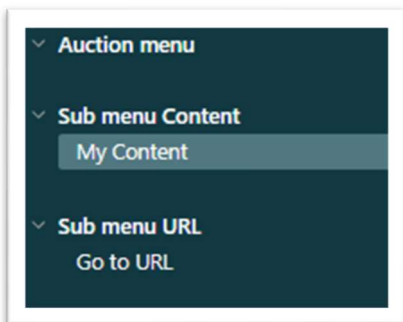 Auction menu
Sub menu Content
My Content
Sub menu URL
Go to URL